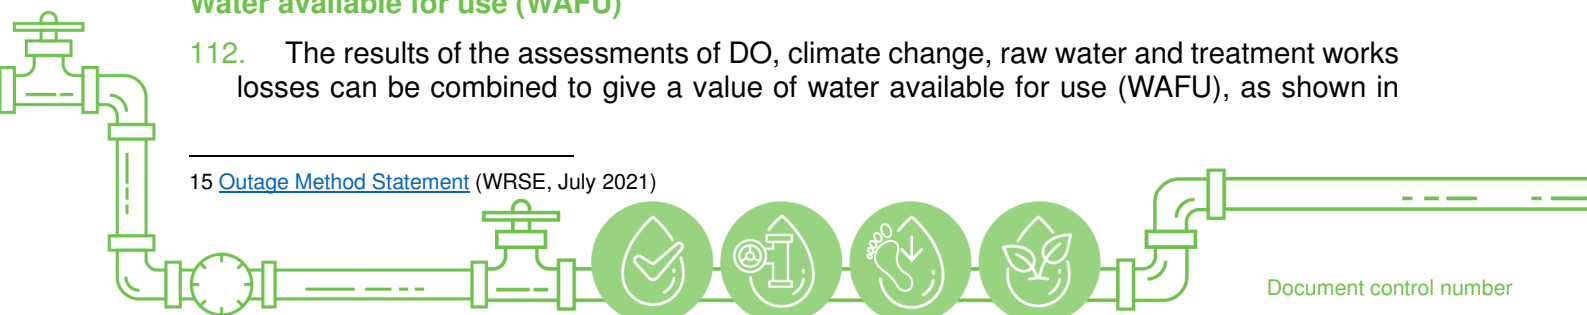 Water available for use (WAFU)
112. The results of the assessments of DO, climate change, raw water and treatment works
losses can be combined to give a value of water available for use (WAFU), as shown in
15 Outage Method Statement (WRSE, July 2021)
Document control number